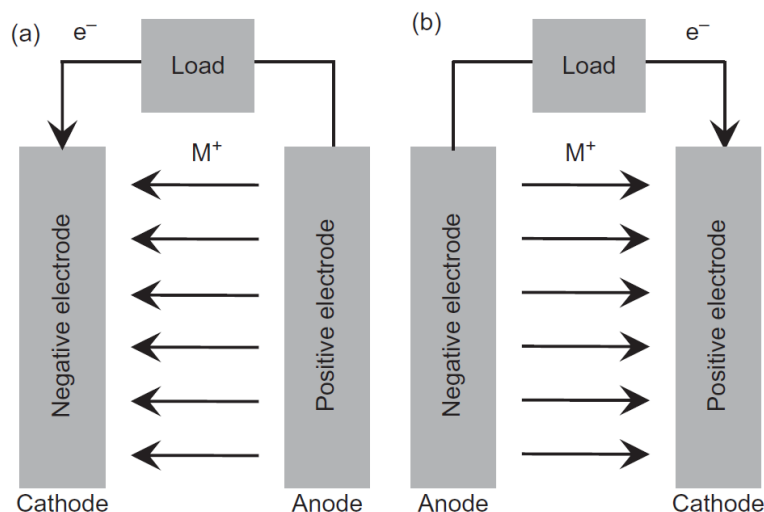 (a)
e⁻
Load
M⁺
Negative electrode
Positive electrode
Cathode
Anode
(b)
Load
e⁻
M⁺
Negative electrode
Positive electrode
Anode
Cathode